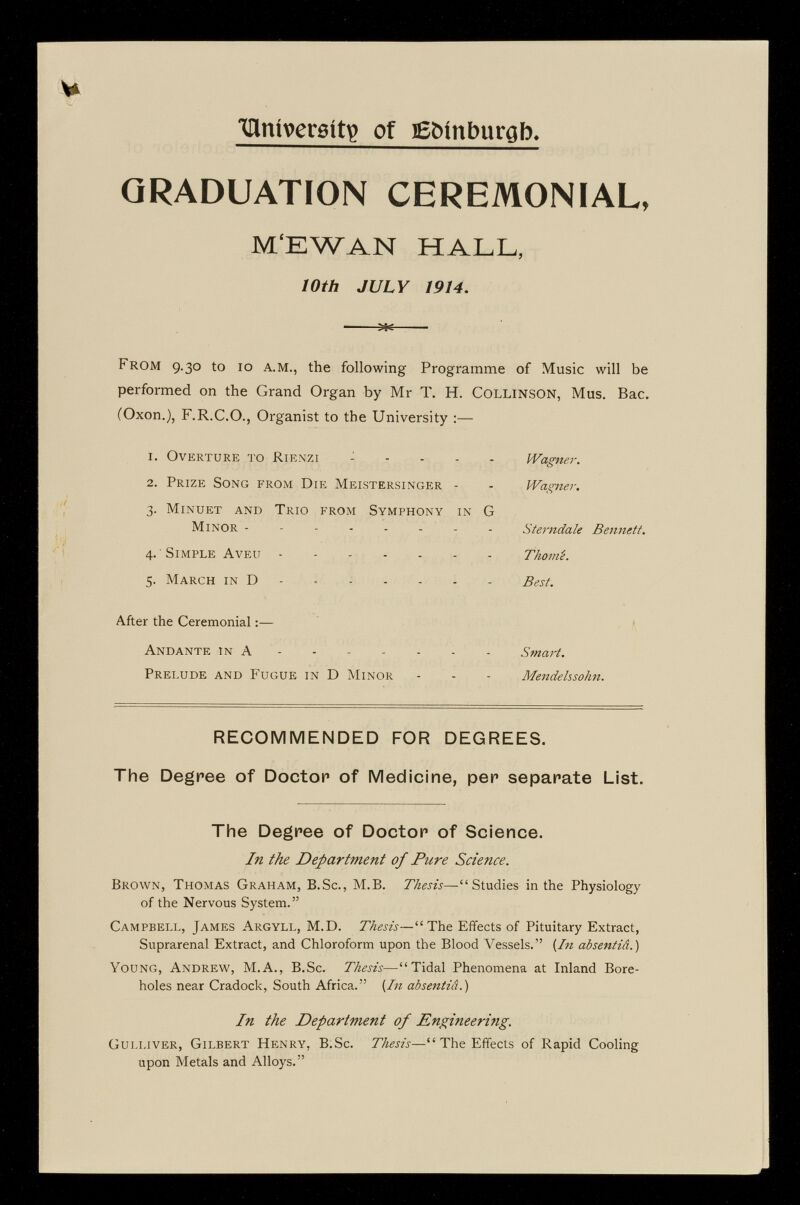 University of Edinburgh.
GRADUATION CEREMONIAL,
M‘EWAN HALL,
10th JULY 1914.
FROM 9.30 to 10 A.M., the following Programme of Music will be
performed on the Grand Organ by Mr T. H. COLLINSON, Mus. Bac.
(Oxon.), F.R.C.O., Organist to the University :—
1. OVERTURE TO RIENZI - - - - - Wagner.
2. PRIZE SONG FROM DIE MEISTERSINGER - - Wagner.
3. MINUET AND TRIO FROM SYMPHONY IN G
MINOR - - - - - - - - Sterndale Bennett.
4. SIMPLE AVEU - - - - - - - Thomé.
5. MARCH IN D - - - - - - - Best.
After the Ceremonial :—
ANDANTE IN A - - - - - - - Smart.
PRELUDE AND FUGUE IN D MINOR - - - Mendelssohn.
RECOMMENDED FOR DEGREES.
The Degree of Doctor of Medicine, per separate List.
The Degree of Doctor of Science.
In the Department of Pure Science.
BROWN, THOMAS GRAHAM, B.Sc., M.B. Thesis—“Studies in the Physiology
of the Nervous System.”
CAMPBELL, JAMES ARGYLL, M.D. Thesis—“The Effects of Pituitary Extract,
Suprarenal Extract, and Chloroform upon the Blood Vessels.” (In absentiâ.)
YOUNG, ANDREW, M.A., B.Sc. Thesis—“Tidal Phenomena at Inland Bore-
holes near Cradock, South Africa.” (In absentiâ.)
In the Department of Engineering.
GULLIVER, GILBERT HENRY, B.Sc. Thesis—“The Effects of Rapid Cooling
upon Metals and Alloys.”